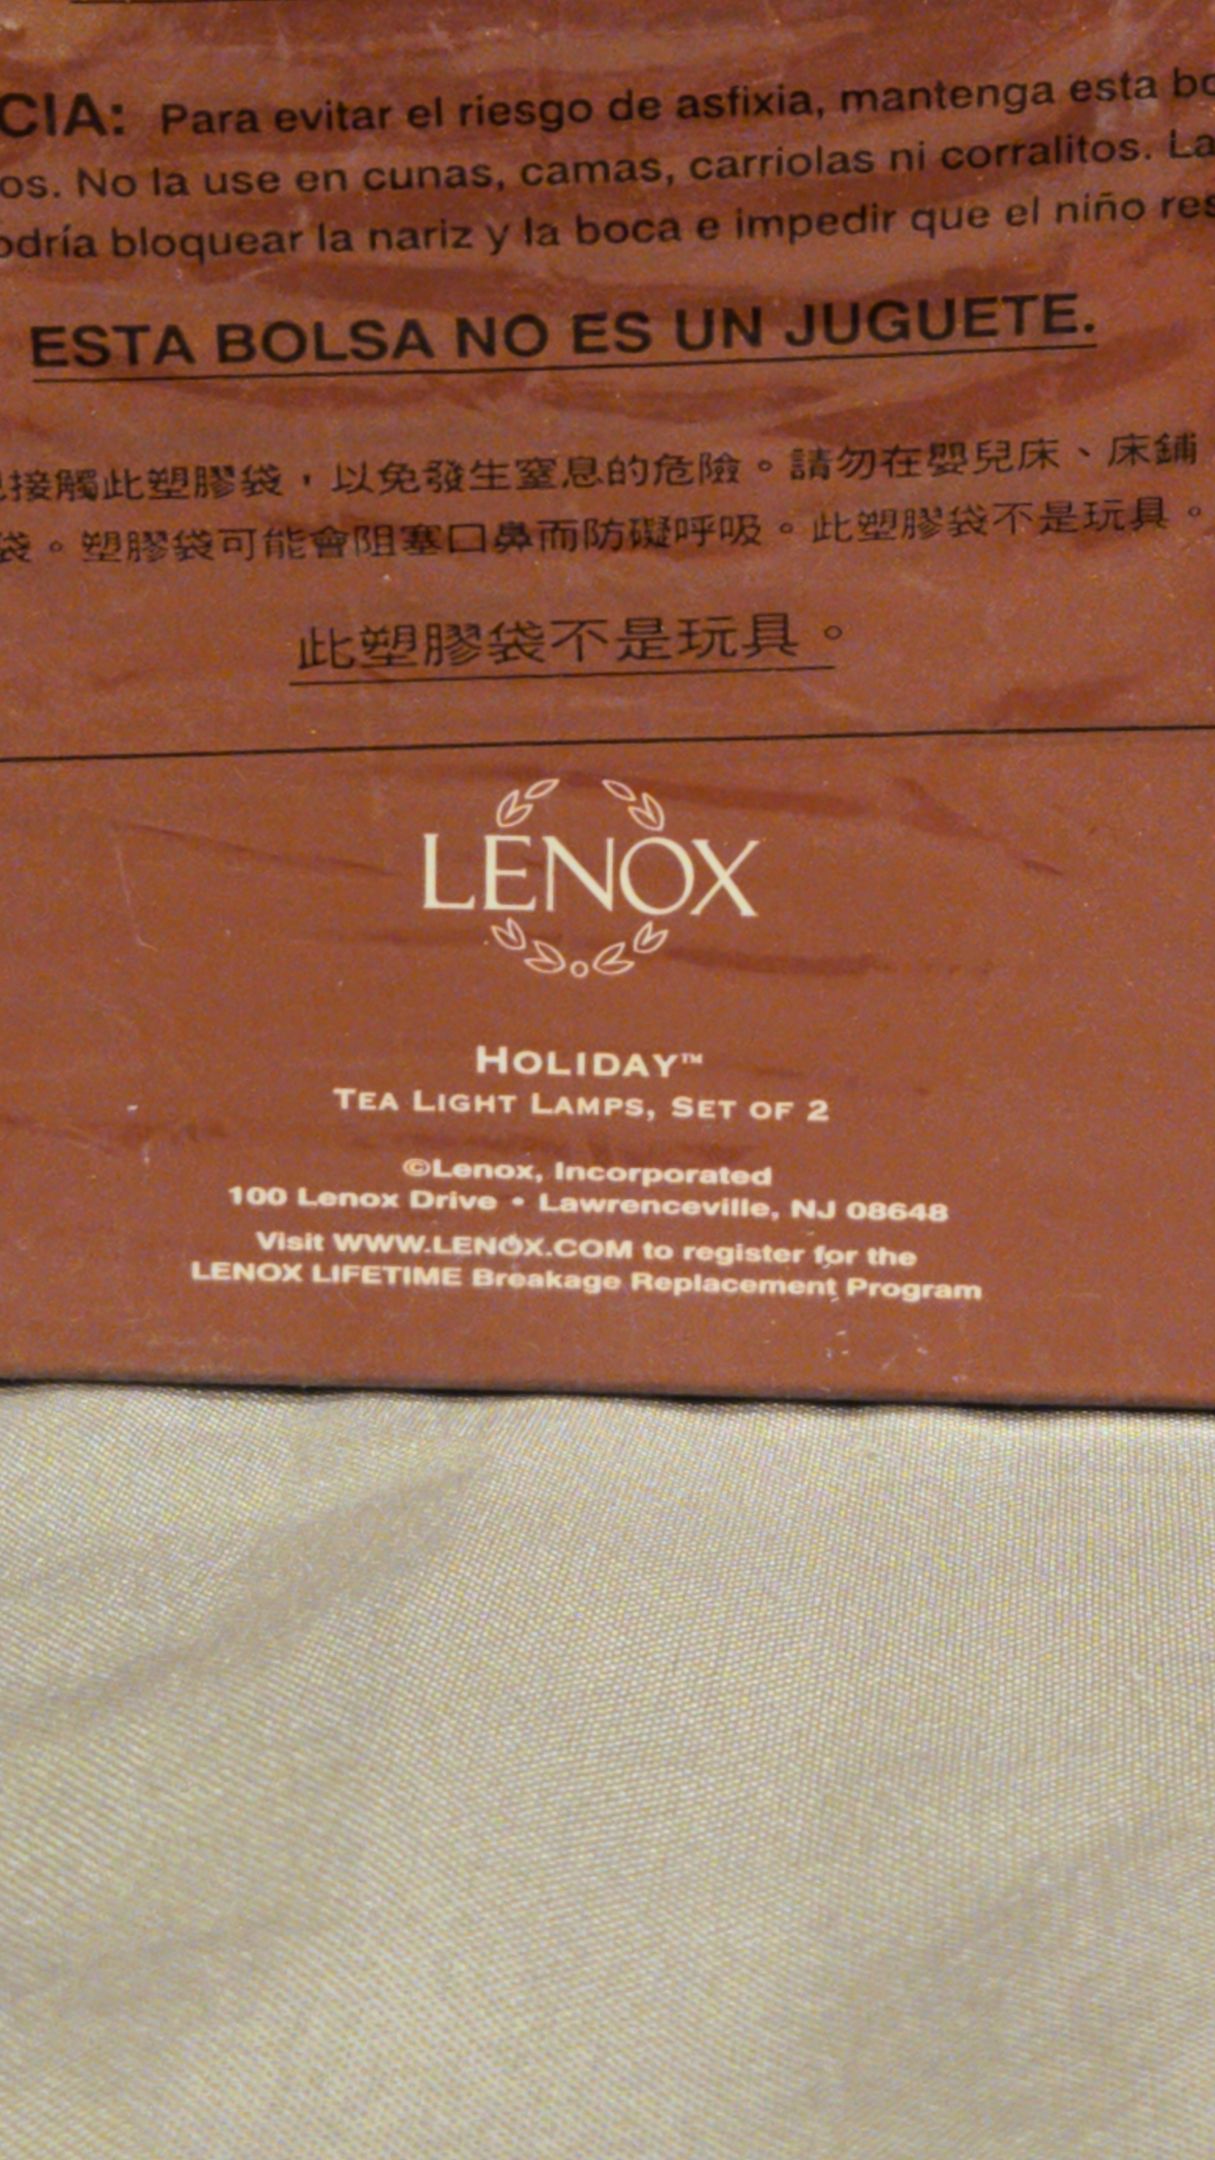 CIA: Para evitar el riesgo de asfixia, mantenga esta
os. No la use en cunas, camas, carriolas ni corralitos. La
odría bloquear la nariz y la boca e impedir que el niño res
ESTA BOLSA NO ES UN JUGUETE.
接觸此塑膠袋，以免發生窒息的危險。請勿在嬰兒床、床鋪
袋。塑膠袋可能會阻塞口鼻而防礙呼吸。此塑膠袋不是玩具。
此塑膠袋不是玩具。
LENOX
HOLIDAY™
TEA LIGHT LAMPS, SET OF 2
©Lenox, Incorporated
100 Lenox Drive • Lawrenceville, NJ 08648
Visit WWW.LENOX.COM to register for the
LENOX LIFETIME Breakage Replacement Program